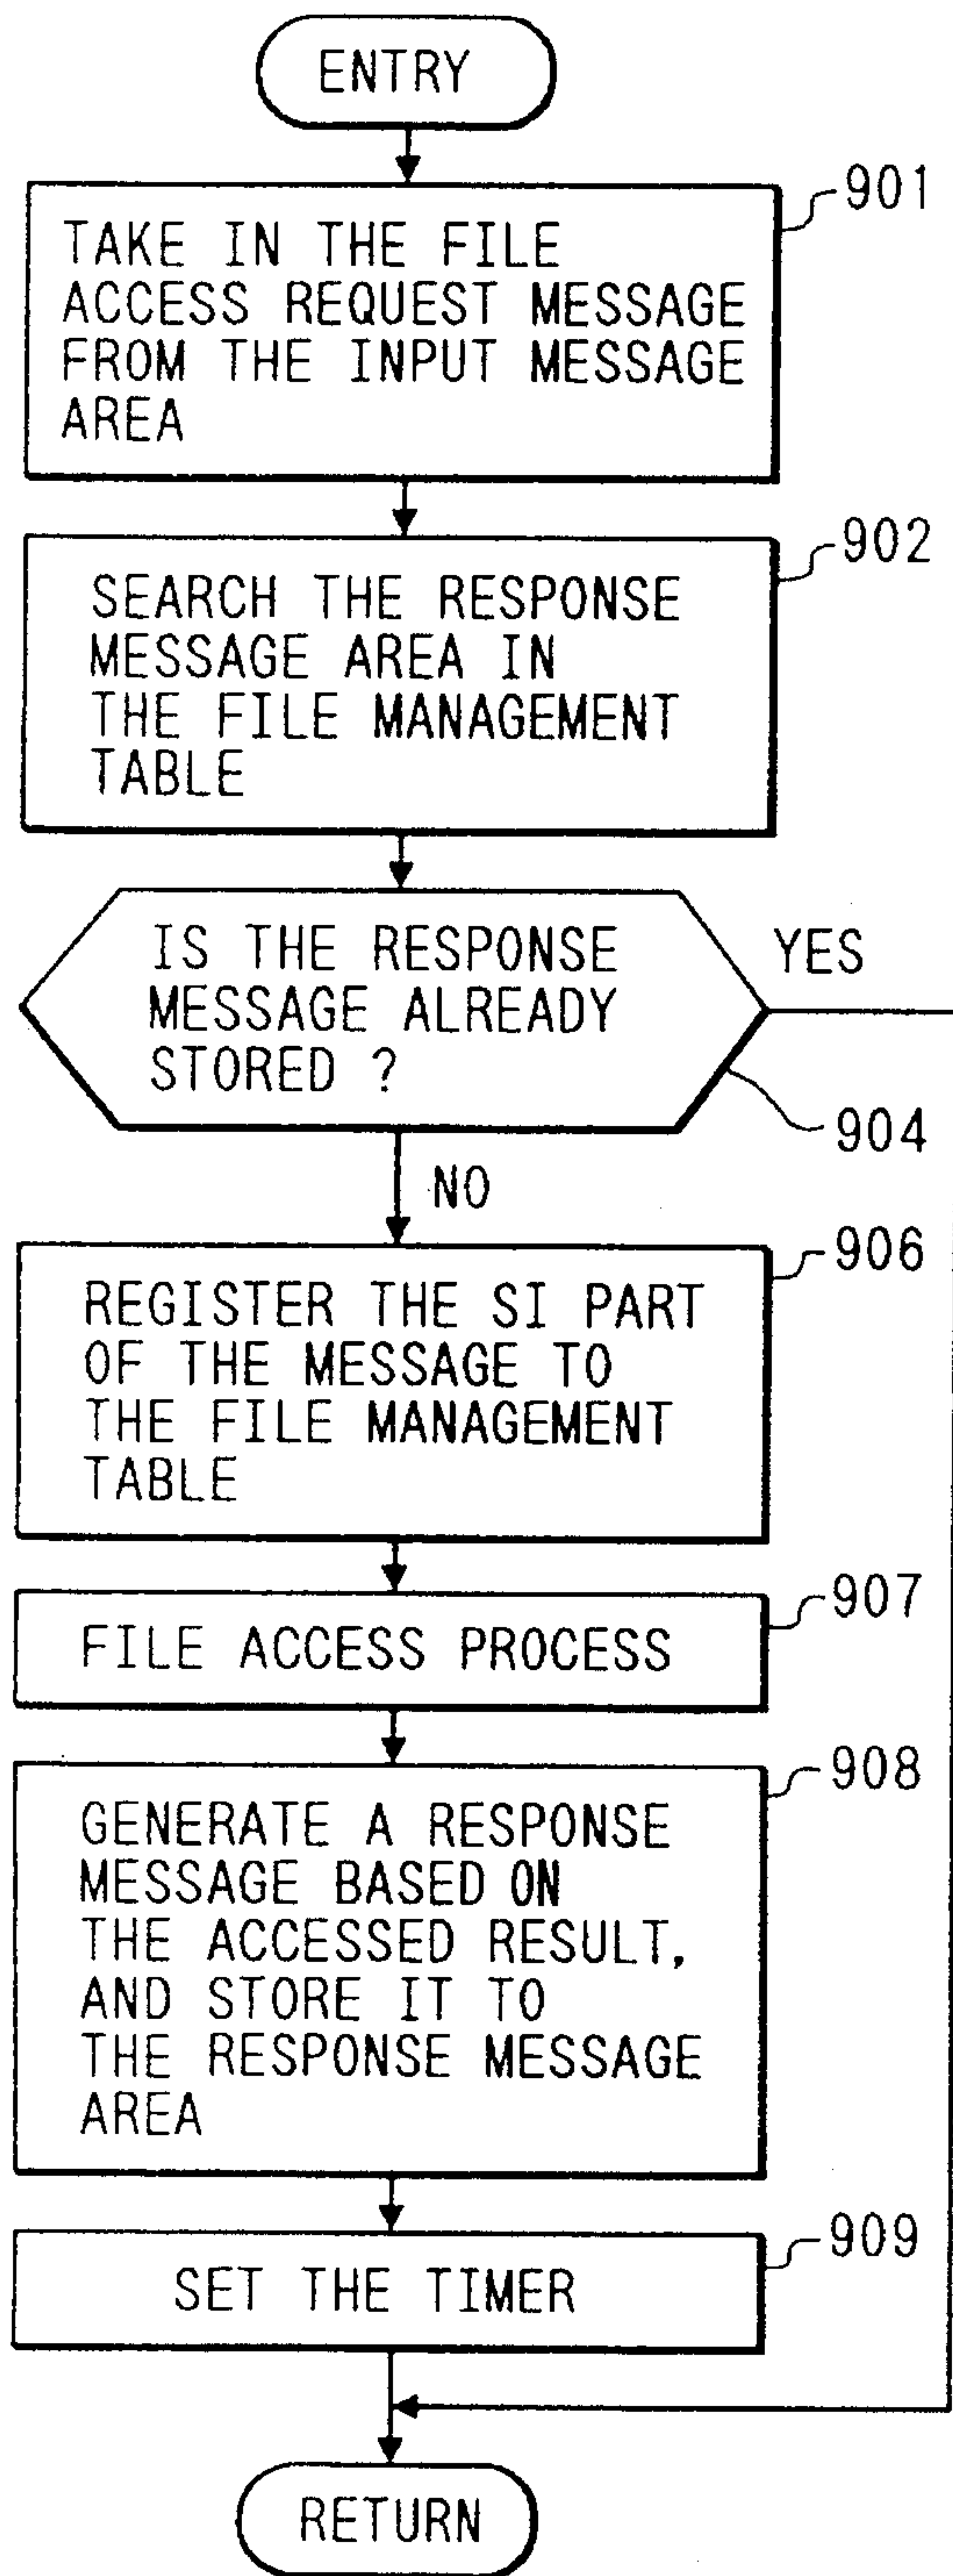 ENTRY
901
TAKE IN THE FILE
ACCESS REQUEST MESSAGE
FROM THE INPUT MESSAGE
AREA
902
SEARCH THE RESPONSE
MESSAGE AREA IN
THE FILE MANAGEMENT
TABLE
IS THE RESPONSE
MESSAGE ALREADY
STORED ?
YES
904
NO
906
REGISTER THE SI PART
OF THE MESSAGE TO
THE FILE MANAGEMENT
TABLE
907
FILE ACCESS PROCESS
908
GENERATE A RESPONSE
MESSAGE BASED ON
THE ACCESSED RESULT,
AND STORE IT TO
THE RESPONSE MESSAGE
AREA
909
SET THE TIMER
RETURN